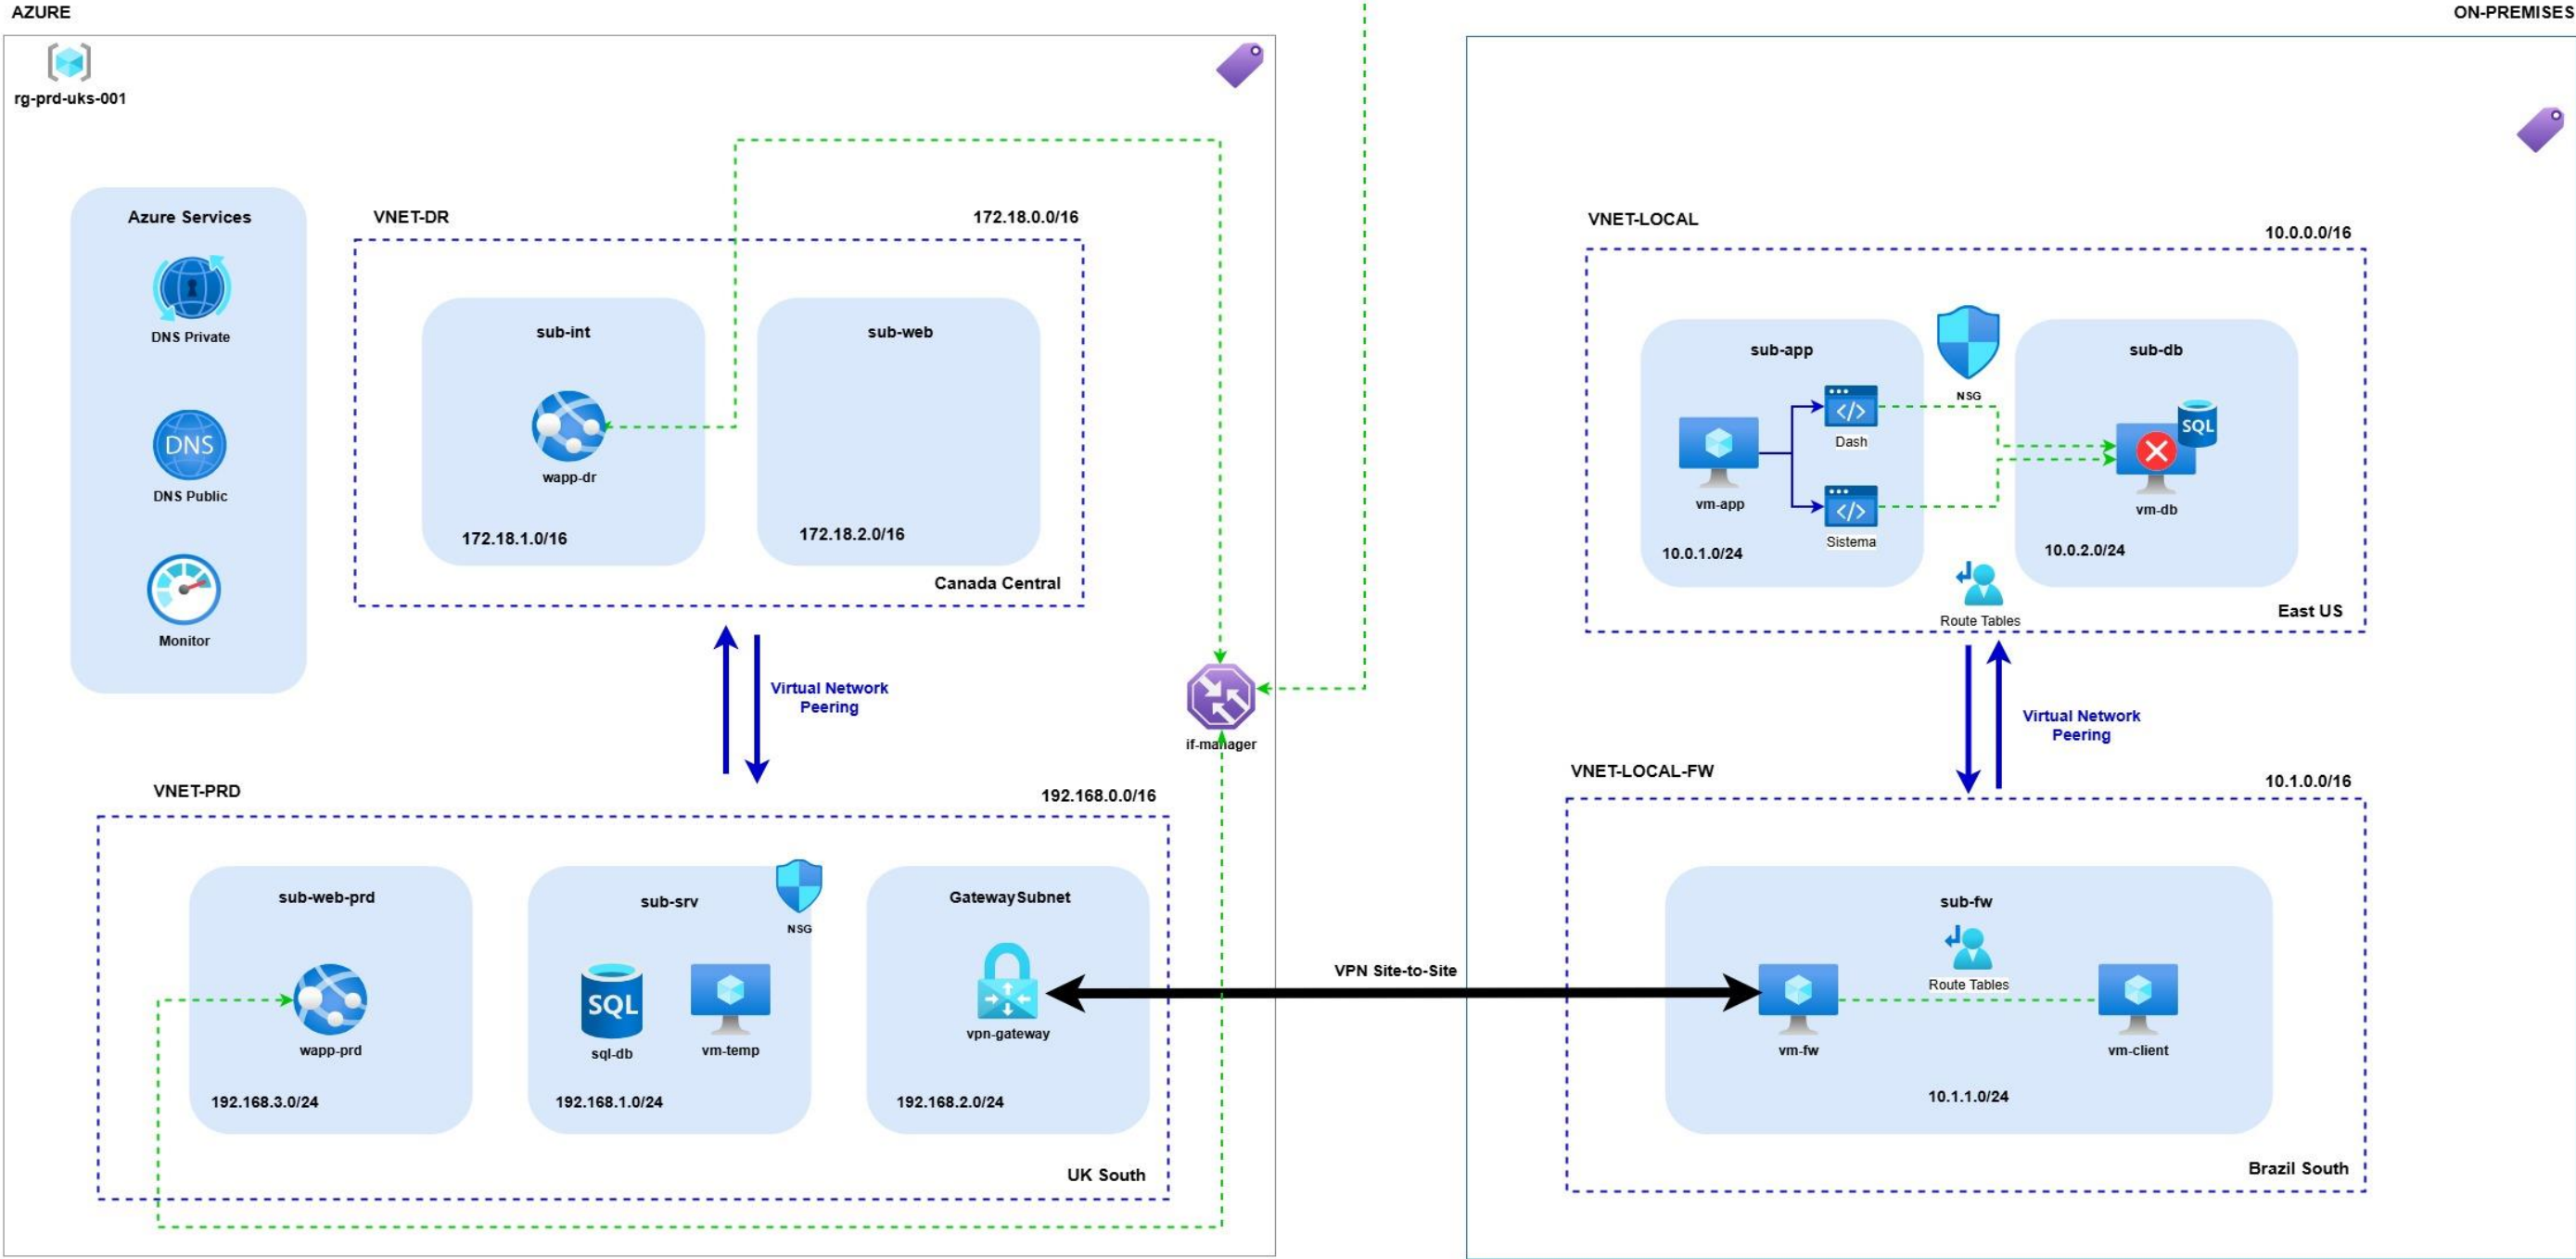 AZURE
rg-prd-uks-001
Azure Services
DNS Private
DNS
DNS Public
Monitor
VNET-DR
172.18.0.0/16
sub-int
wapp-dr
172.18.1.0/16
sub-web
172.18.2.0/16
Canada Central
Virtual Network
Peering
if-manager
VNET-PRD
192.168.0.0/16
sub-web-prd
wapp-prd
192.168.3.0/24
sub-srv
NSG
SQL
sql-db
vm-temp
192.168.1.0/24
GatewaySubnet
vpn-gateway
192.168.2.0/24
UK South
VPN Site-to-Site
ON-PREMISES
VNET-LOCAL
10.0.0.0/16
sub-app
vm-app
Dash
Sistema
10.0.1.0/24
NSG
sub-db
SQL
vm-db
10.0.2.0/24
Route Tables
East US
Virtual Network
Peering
VNET-LOCAL-FW
10.1.0.0/16
sub-fw
Route Tables
vm-fw
vm-client
10.1.1.0/24
Brazil South